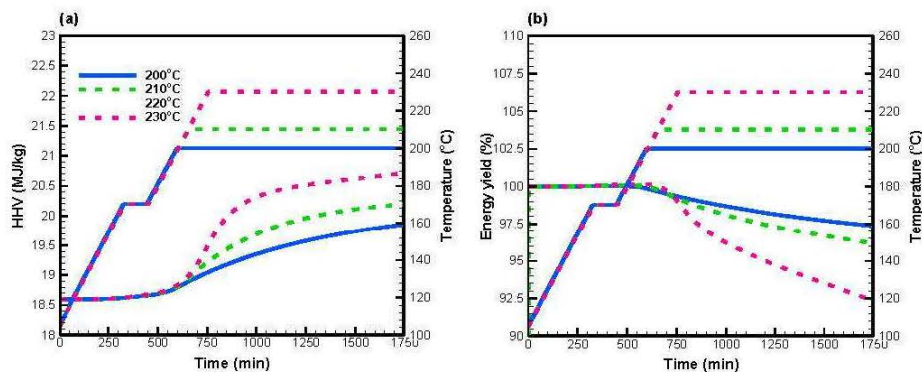 (a)
(b)
23
22.5
22
21.5
21
20.5
20
19.5
19
18.5
18
HHV (MJ/kg)
200°C
210°C
220°C
230°C
260
240
220
200
180
160
140
120
100
Temperature (°C)
0 250 500 750 1000 1250 1500 1750
Time (min)
110
107.5
105
102.5
100
97.5
95
92.5
90
Energy yield (%)
260
240
220
200
180
160
140
120
100
Temperature (°C)
0 250 500 750 1000 1250 1500 1750
Time (min)